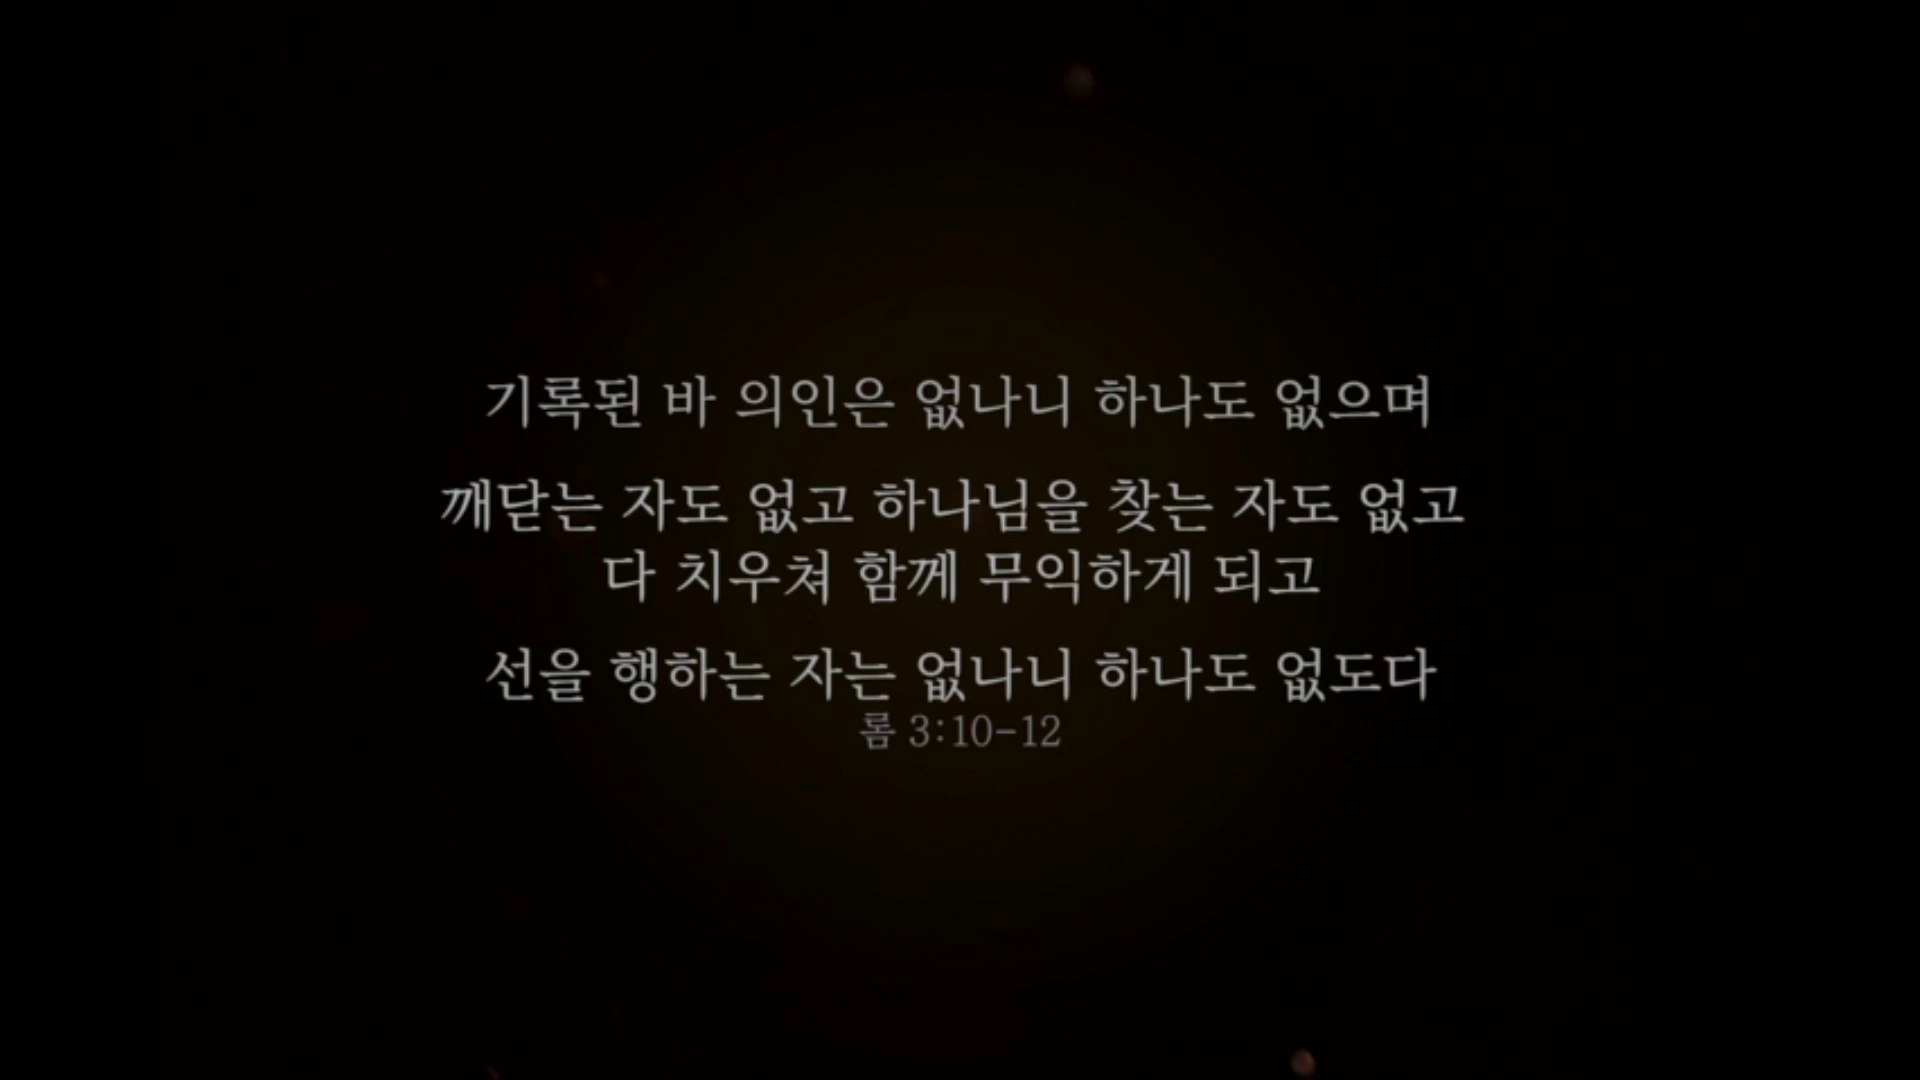 기록된 바 의인은 없나니 하나도 없으며
깨닫는 자도 없고 하나님을 찾는 자도 없고
다 치우쳐 함께 무익하게 되고
선을 행하는 자는 없나니 하나도 없도다
롬 3:10-12